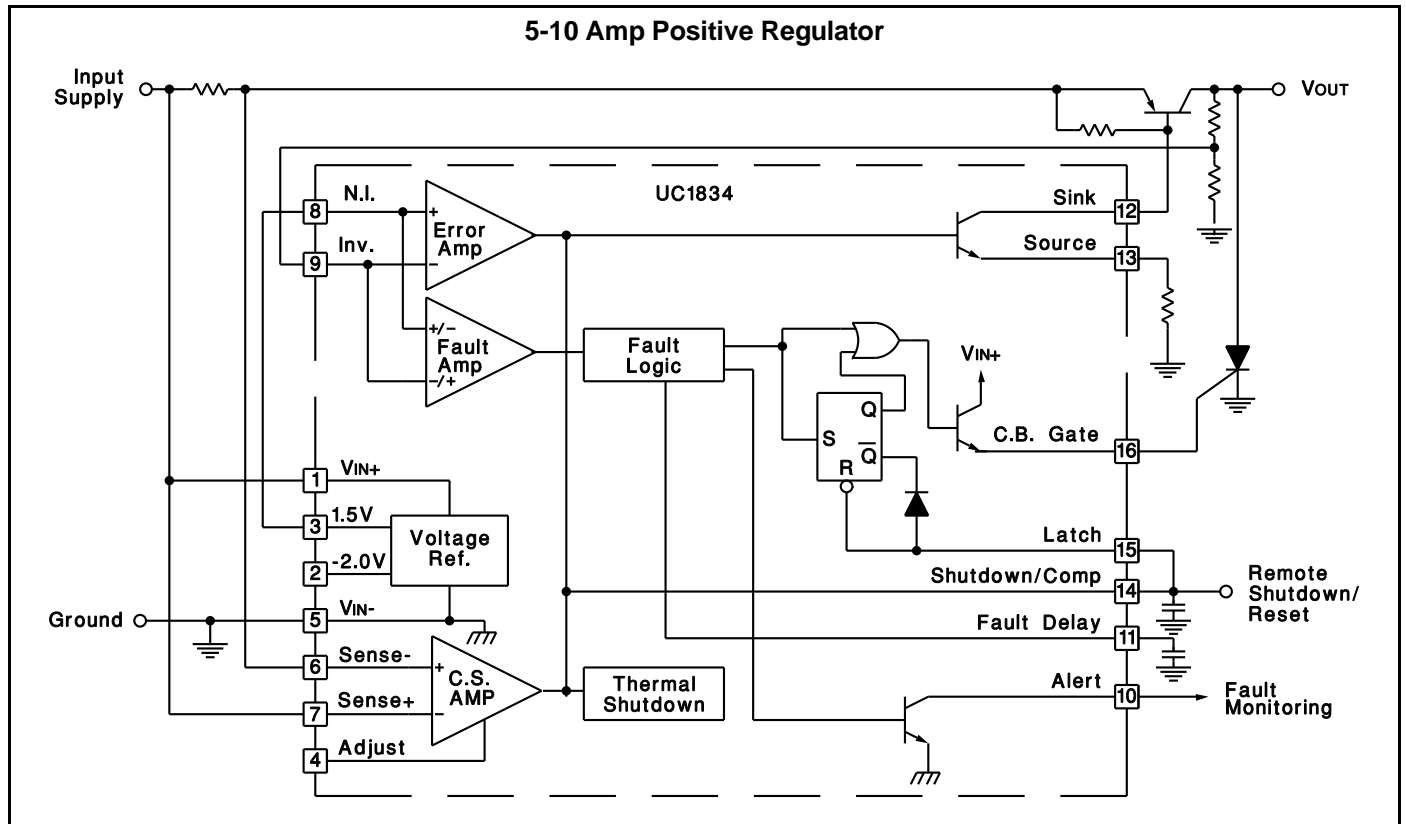 5-10 Amp Positive Regulator
Input
Supply
VOUT
UC1834
8
N.I.
+
Error
Amp
−
Sink
12
9
Inv.
Source
13
+/−
Fault
Amp
−/+
Fault
Logic
VIN+
S
Q
Q̅
R
C.B. Gate
16
1
VIN+
3
1.5V
2
-2.0V
Voltage
Ref.
Latch
15
Shutdown/Comp
14
Remote
Shutdown/
Reset
Ground
5
VIN-
Fault Delay
11
6
Sense-
+
C.S.
AMP
7
Sense+
−
4
Adjust
Thermal
Shutdown
Alert
10
Fault
Monitoring